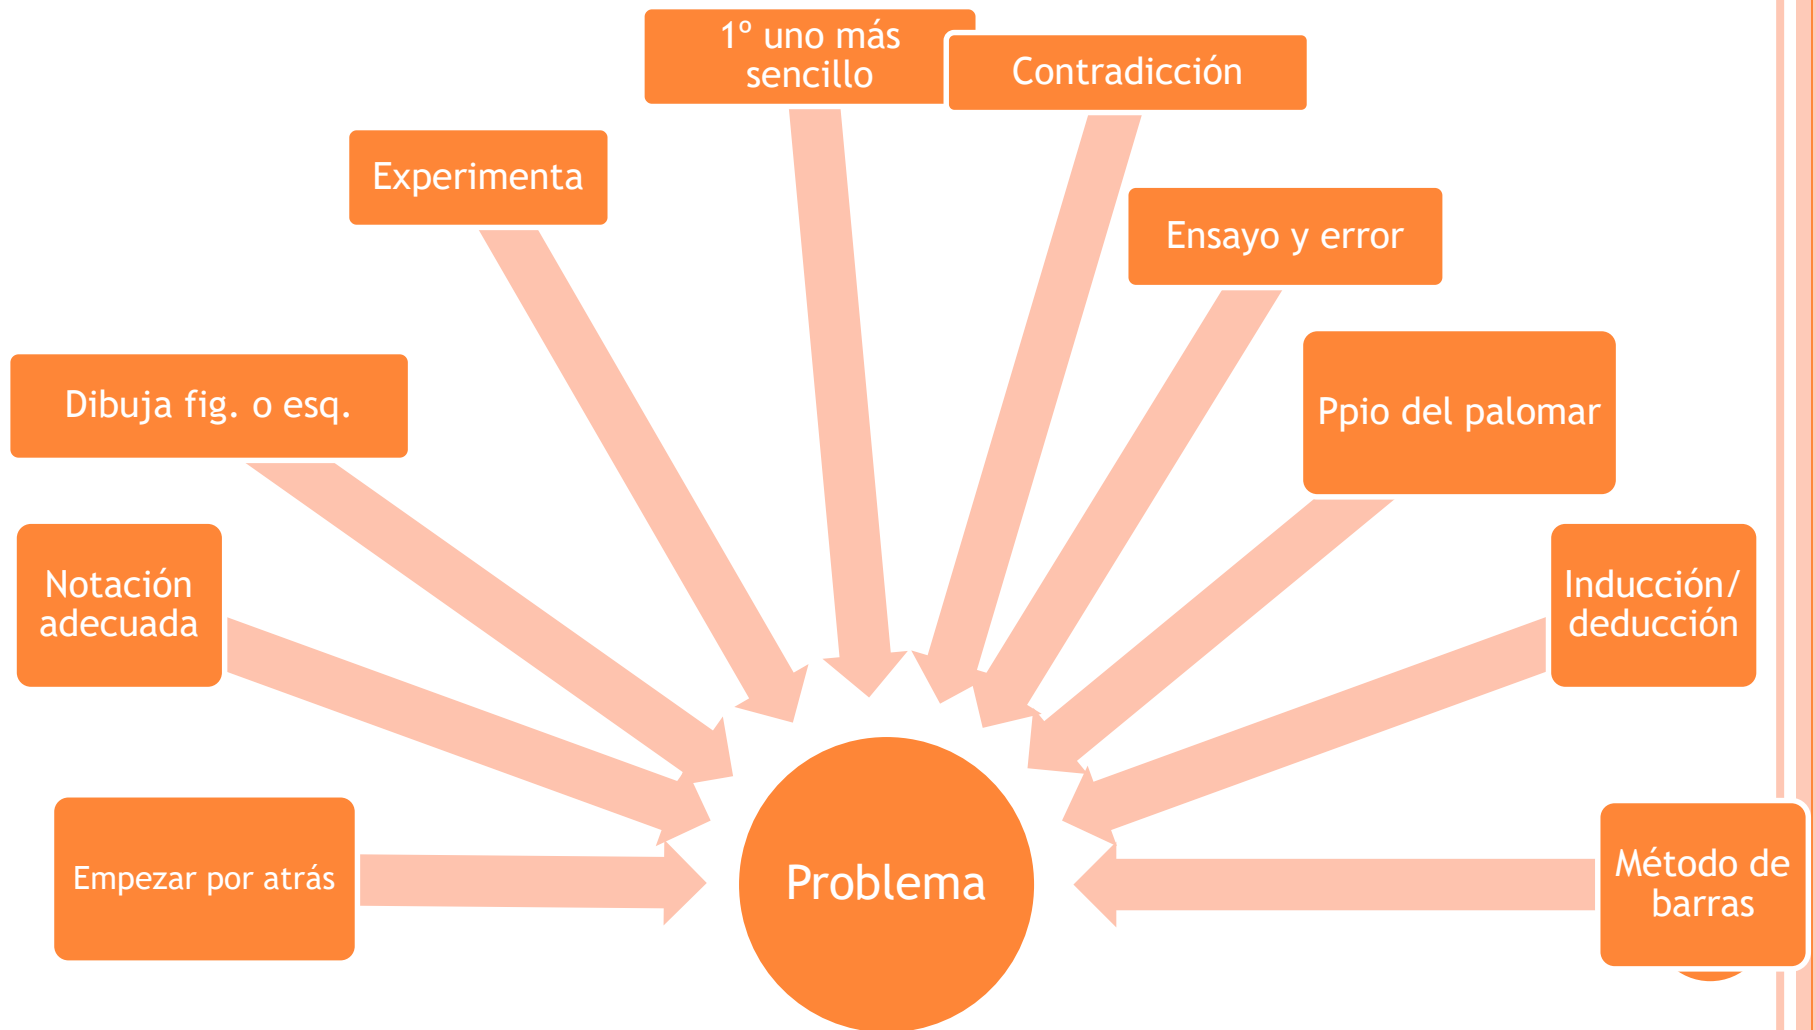 1º uno más
sencillo
Contradicción
Experimenta
Ensayo y error
Dibuja fig. o esq.
Ppio del palomar
Notación
adecuada
Inducción/
deducción
Empezar por atrás
Problema
Método de
barras